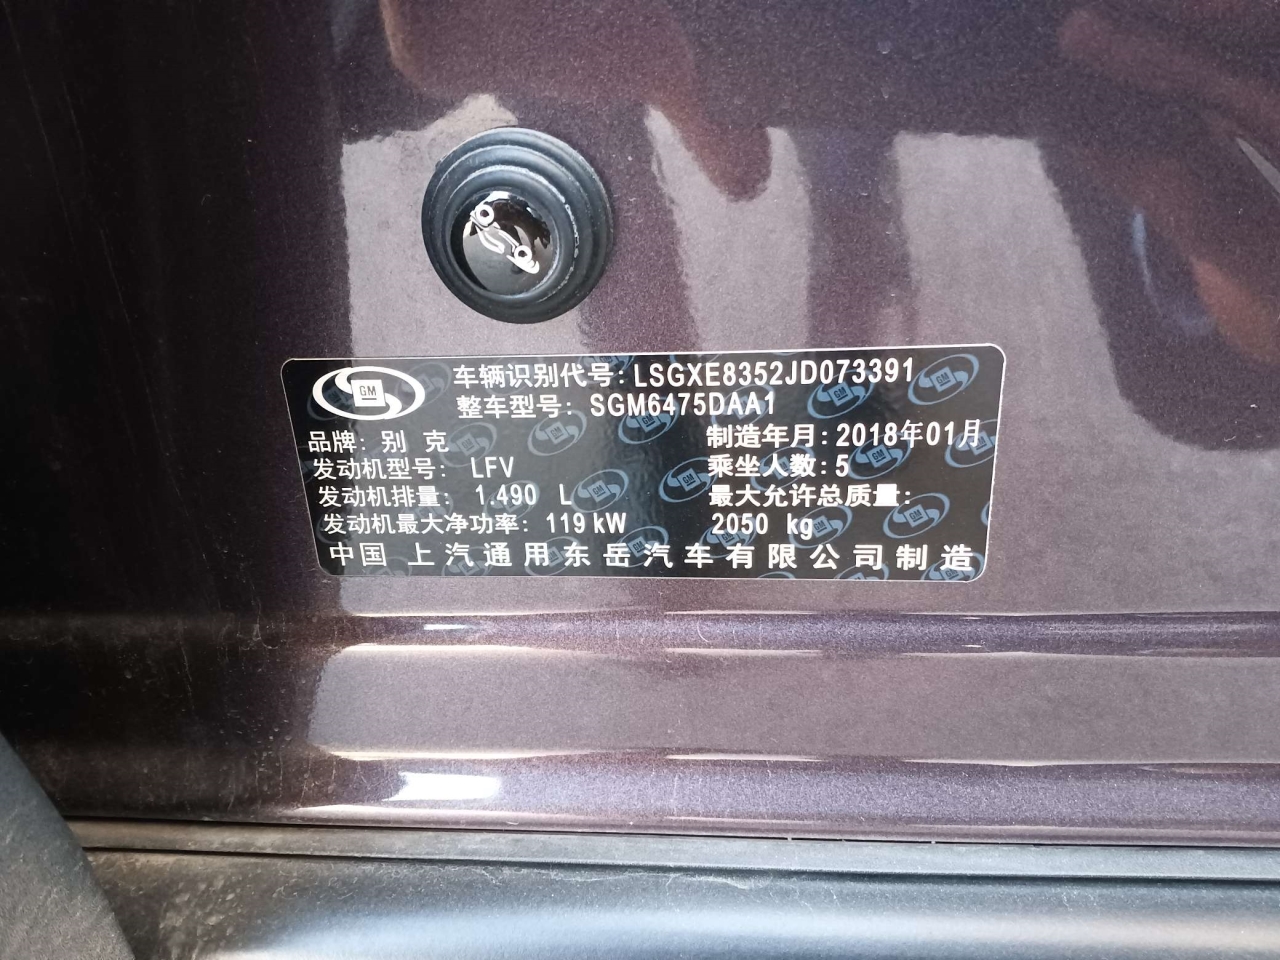 GM
车辆识别代号: LSGXE8352JD073391
整车型号: SGM6475DAA1
品牌: 别 克
制造年月: 2018年01月
发动机型号: LFV
乘坐人数: 5
发动机排量: 1.490 L
最大允许总质量:
发动机最大净功率: 119 kW
2050 kg
中国 上汽通用东岳汽车有限公司制造